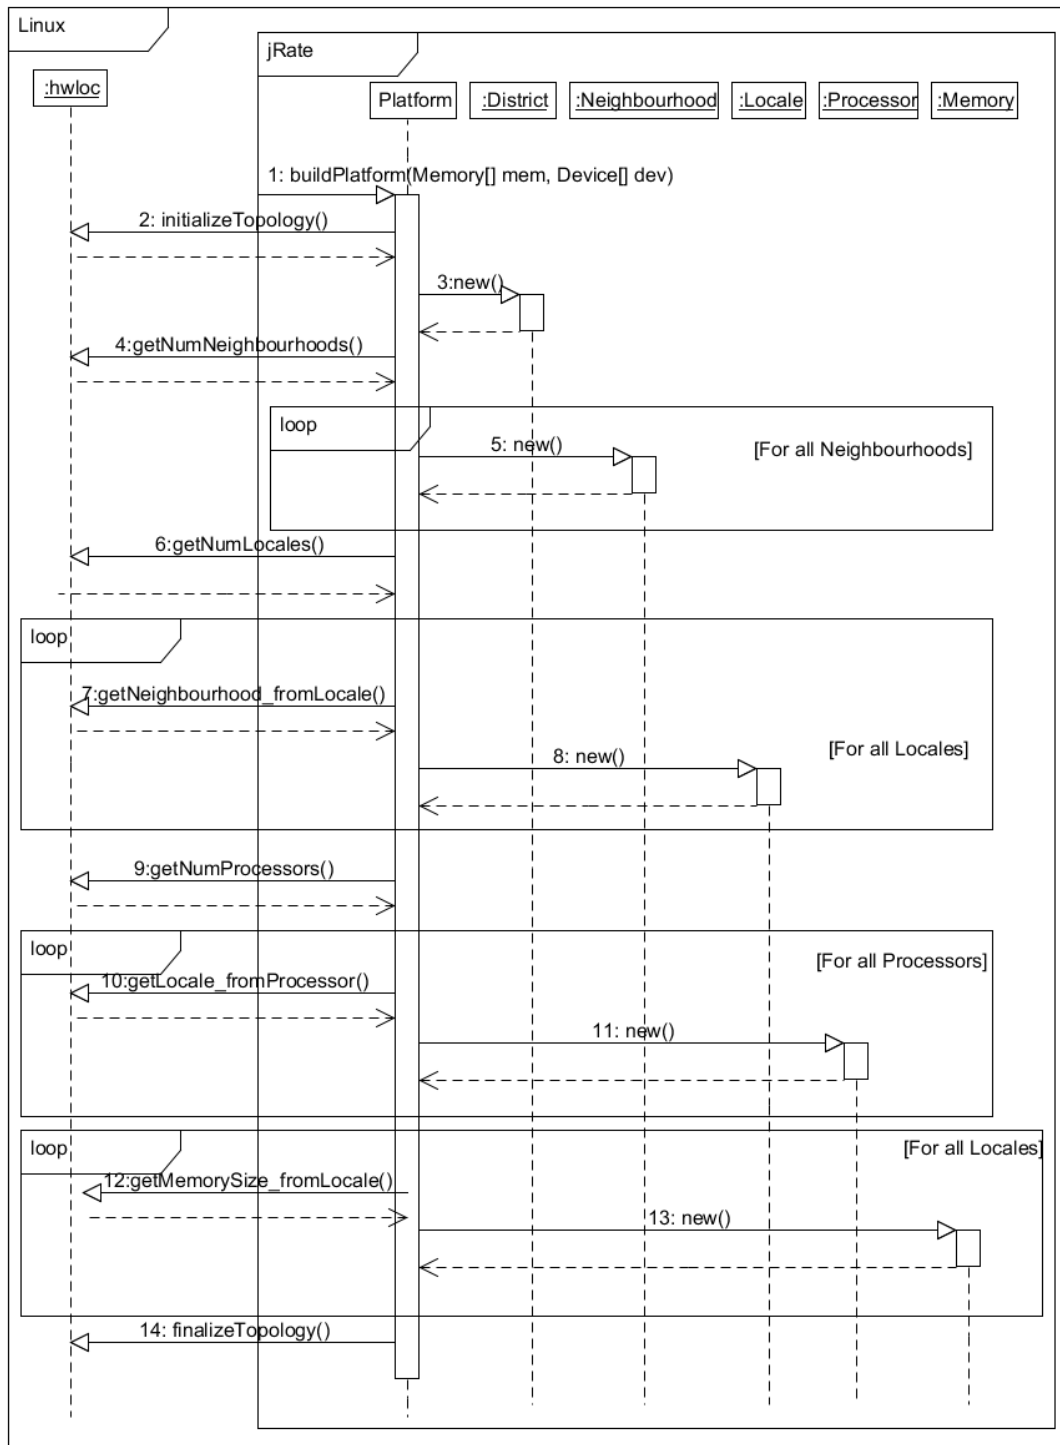 Linux
jRate
:hwloc
Platform
:District
:Neighbourhood
:Locale
:Processor
:Memory
1: buildPlatform(Memory[] mem, Device[] dev)
2: initializeTopology()
3:new()
4:getNumNeighbourhoods()
loop
5: new()
[For all Neighbourhoods]
6:getNumLocales()
loop
7:getNeighbourhood_fromLocale()
[For all Locales]
8: new()
9:getNumProcessors()
loop
[For all Processors]
10:getLocale_fromProcessor()
11: new()
loop
[For all Locales]
12:getMemorySize_fromLocale()
13: new()
14: finalizeTopology()